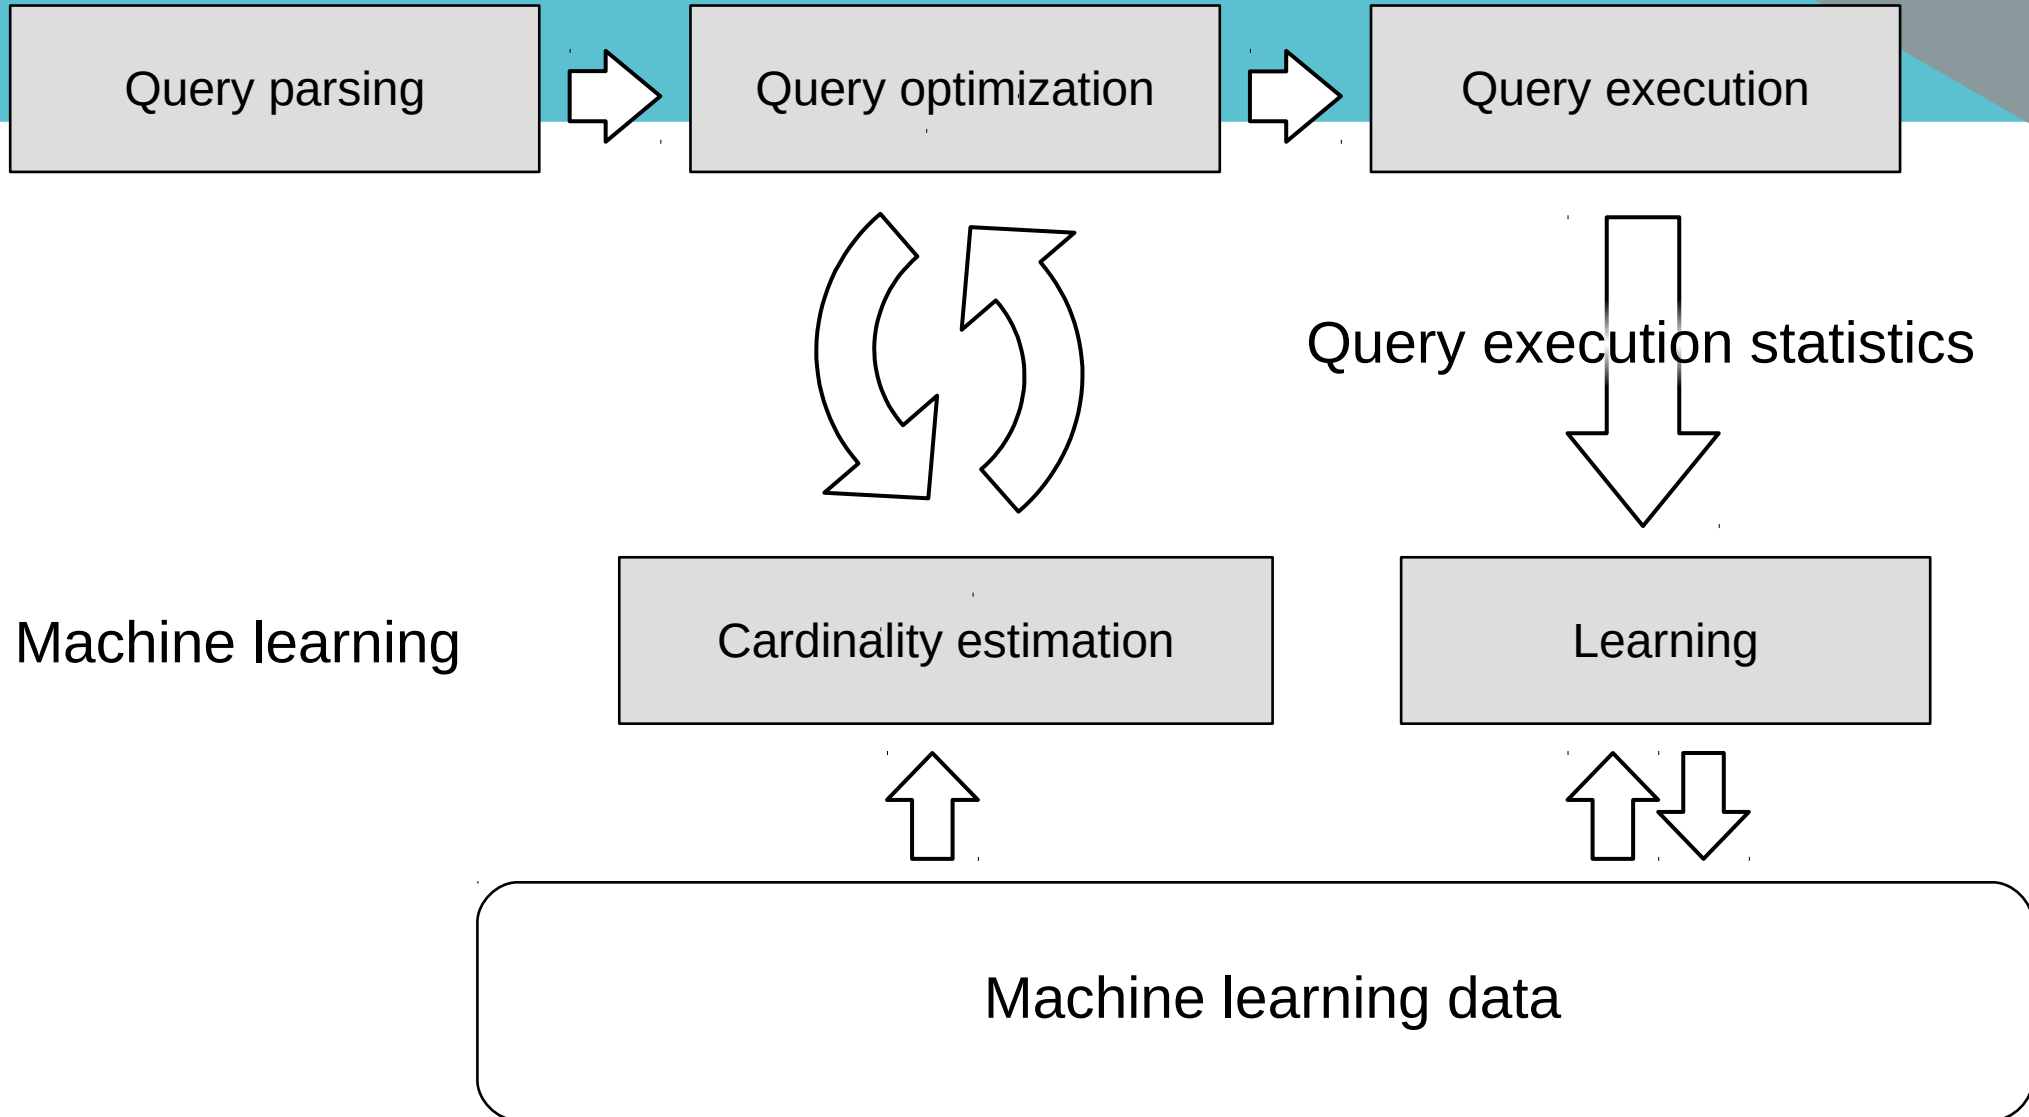 Query parsing
Query optimization
Query execution
Query execution statistics
Machine learning
Cardinality estimation
Learning
Machine learning data